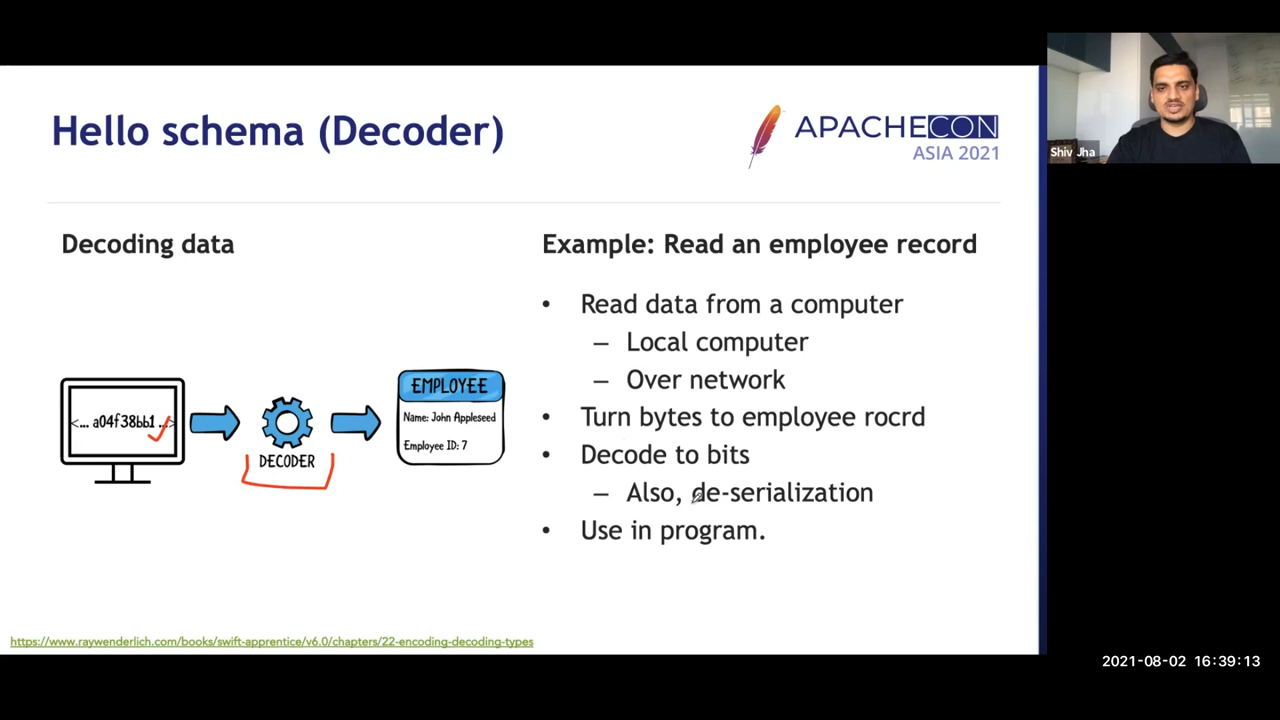 Hello schema (Decoder)
APACHECON
ASIA 2021
Shiv Jha
Decoding data
Example: Read an employee record
<... a04f38bb1 ...>
DECODER
EMPLOYEE
Name: John Appleseed
Employee ID: 7
• Read data from a computer
– Local computer
– Over network
• Turn bytes to employee rocrd
• Decode to bits
– Also, de-serialization
• Use in program.
https://www.raywenderlich.com/books/swift-apprentice/v6.0/chapters/22-encoding-decoding-types
2021-08-02 16:39:13